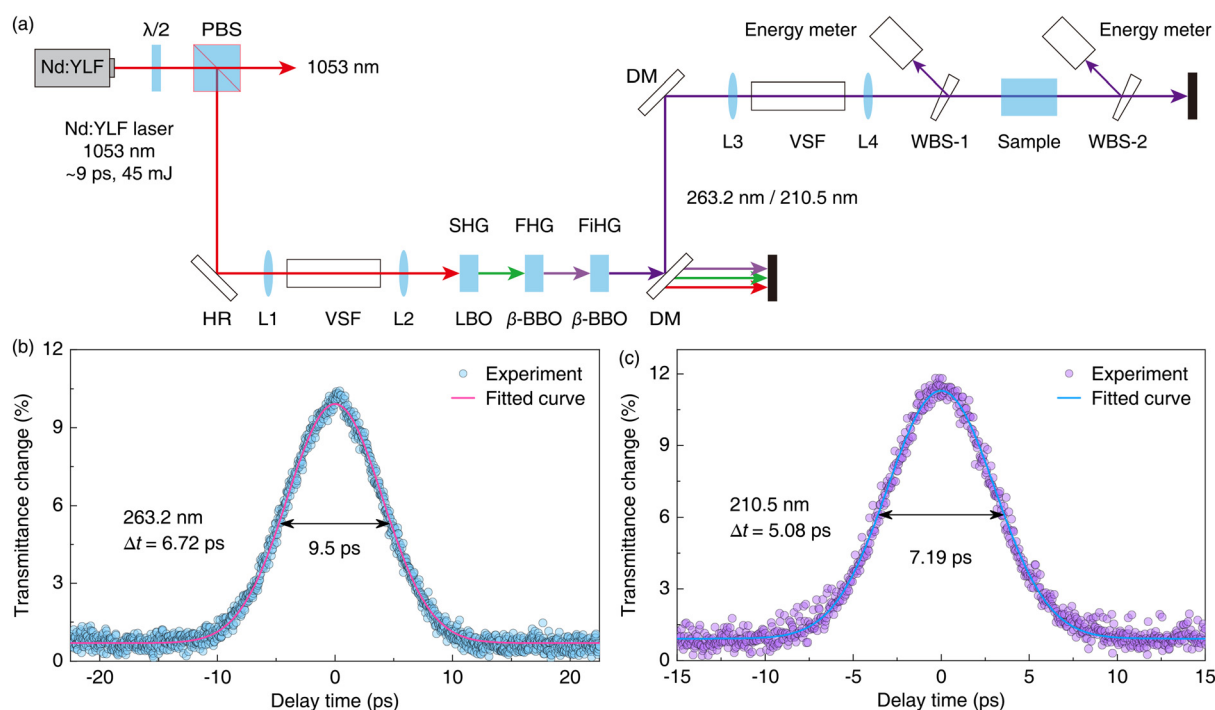 (a)
λ/2 PBS
Nd:YLF
1053 nm
Nd:YLF laser
1053 nm
~9 ps, 45 mJ
Energy meter
Energy meter
DM
L3 VSF L4 WBS-1 Sample WBS-2
263.2 nm / 210.5 nm
SHG FHG FiHG
HR L1 VSF L2 LBO β-BBO β-BBO DM
(b)
Transmittance change (%)
12
9
6
3
0
Experiment
Fitted curve
263.2 nm
Δt = 6.72 ps
9.5 ps
-20 -10 0 10 20
Delay time (ps)
(c)
Transmittance change (%)
12
9
6
3
0
Experiment
Fitted curve
210.5 nm
Δt = 5.08 ps
7.19 ps
-15 -10 -5 0 5 10 15
Delay time (ps)